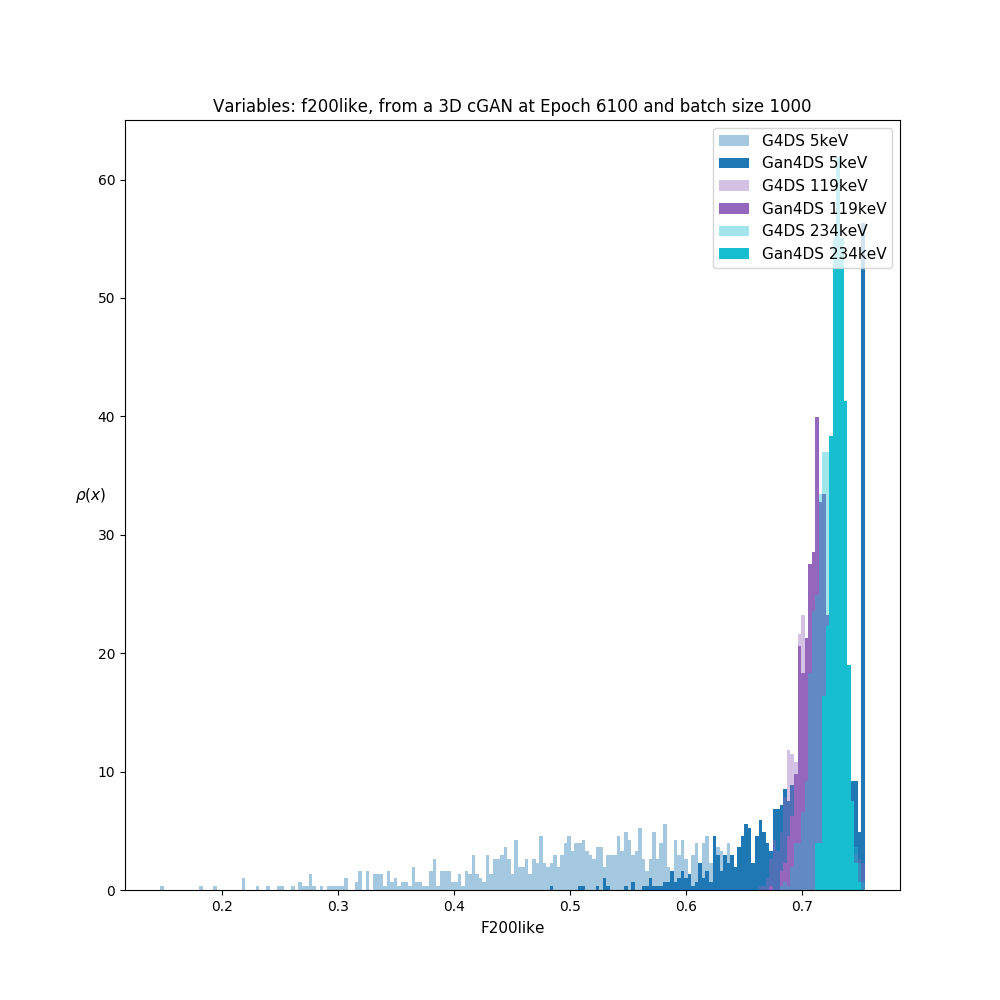 Variables: f200like, from a 3D cGAN at Epoch 6100 and batch size 1000
G4DS 5keV
Gan4DS 5keV
G4DS 119keV
Gan4DS 119keV
G4DS 234keV
Gan4DS 234keV
60
50
40
ρ(x)
30
20
10
0
0.2 0.3 0.4 0.5 0.6 0.7
F200like